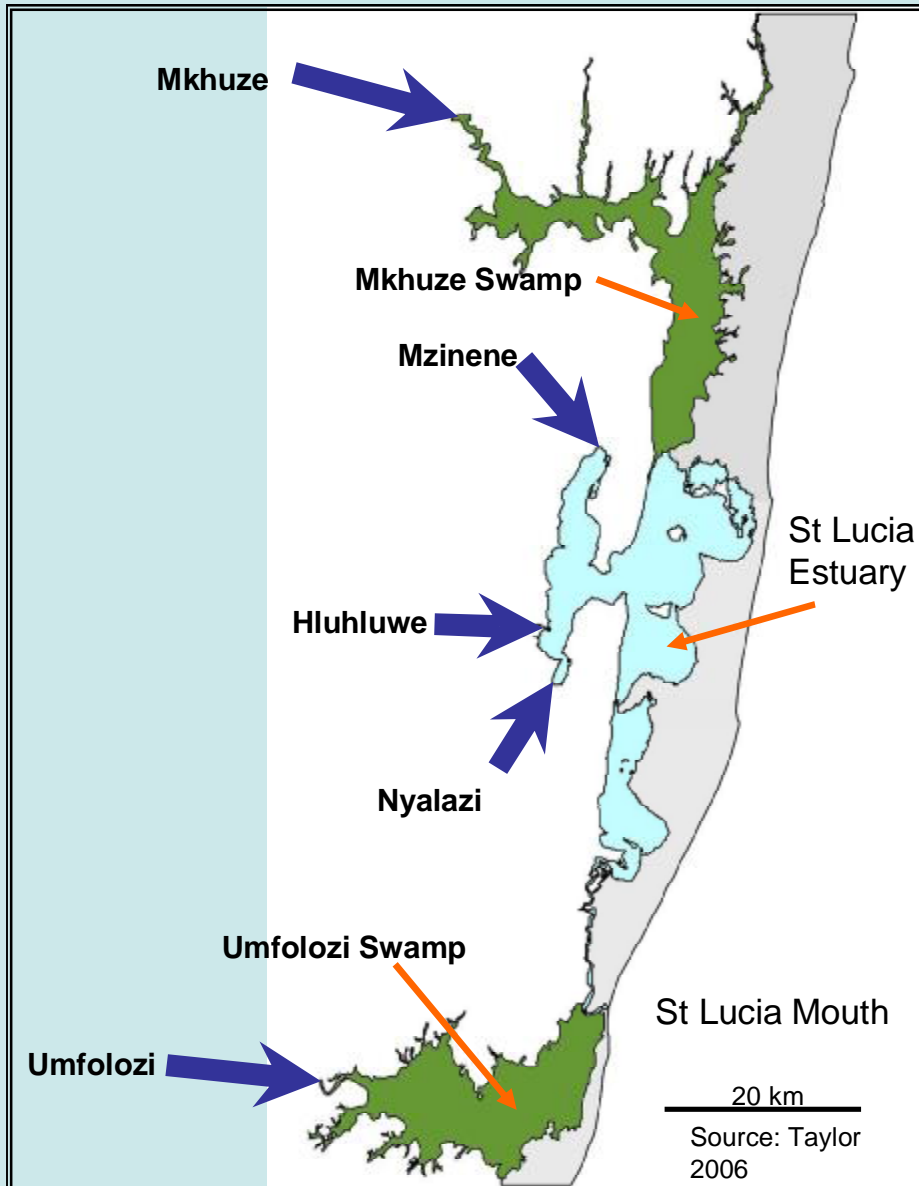 Mkhuze
Mkhuze Swamp
Mzinene
St Lucia
Estuary
Hluhluwe
Nyalazi
Umfolozi Swamp
St Lucia Mouth
Umfolozi
20 km
Source: Taylor
2006